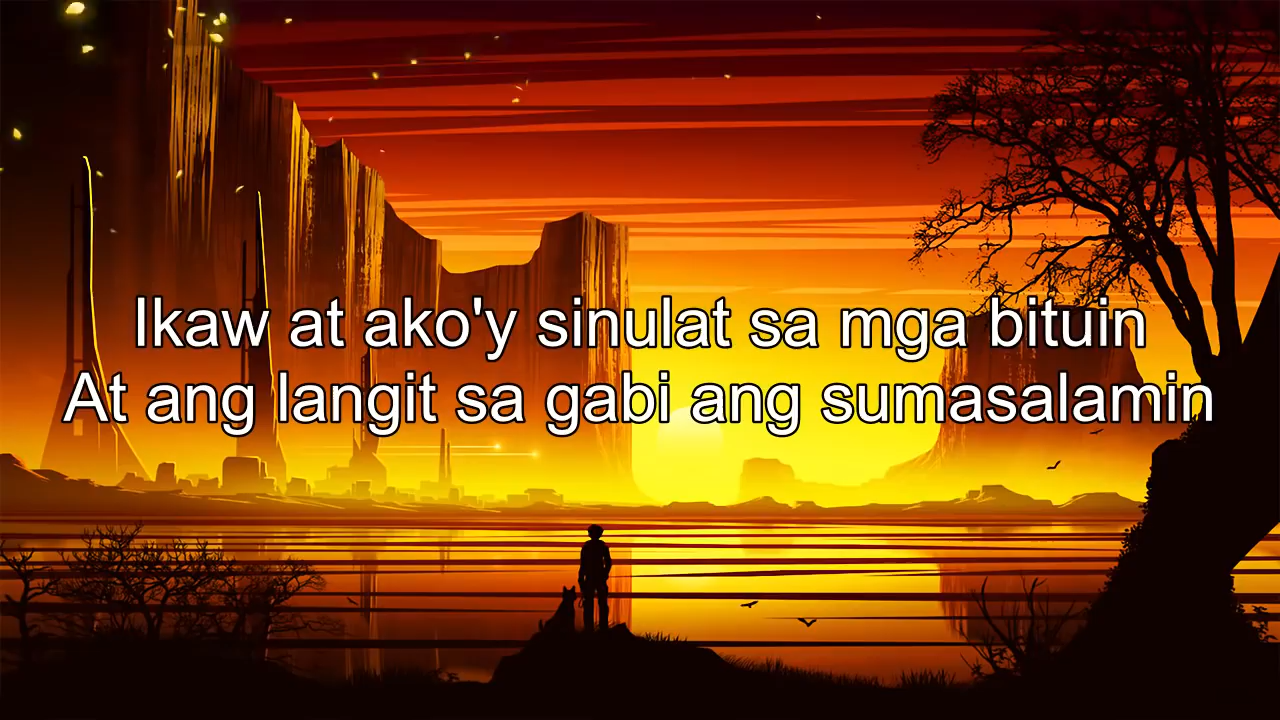 Ikaw at ako'y sinulat sa mga bituin
At ang langit sa gabi ang sumasalamin